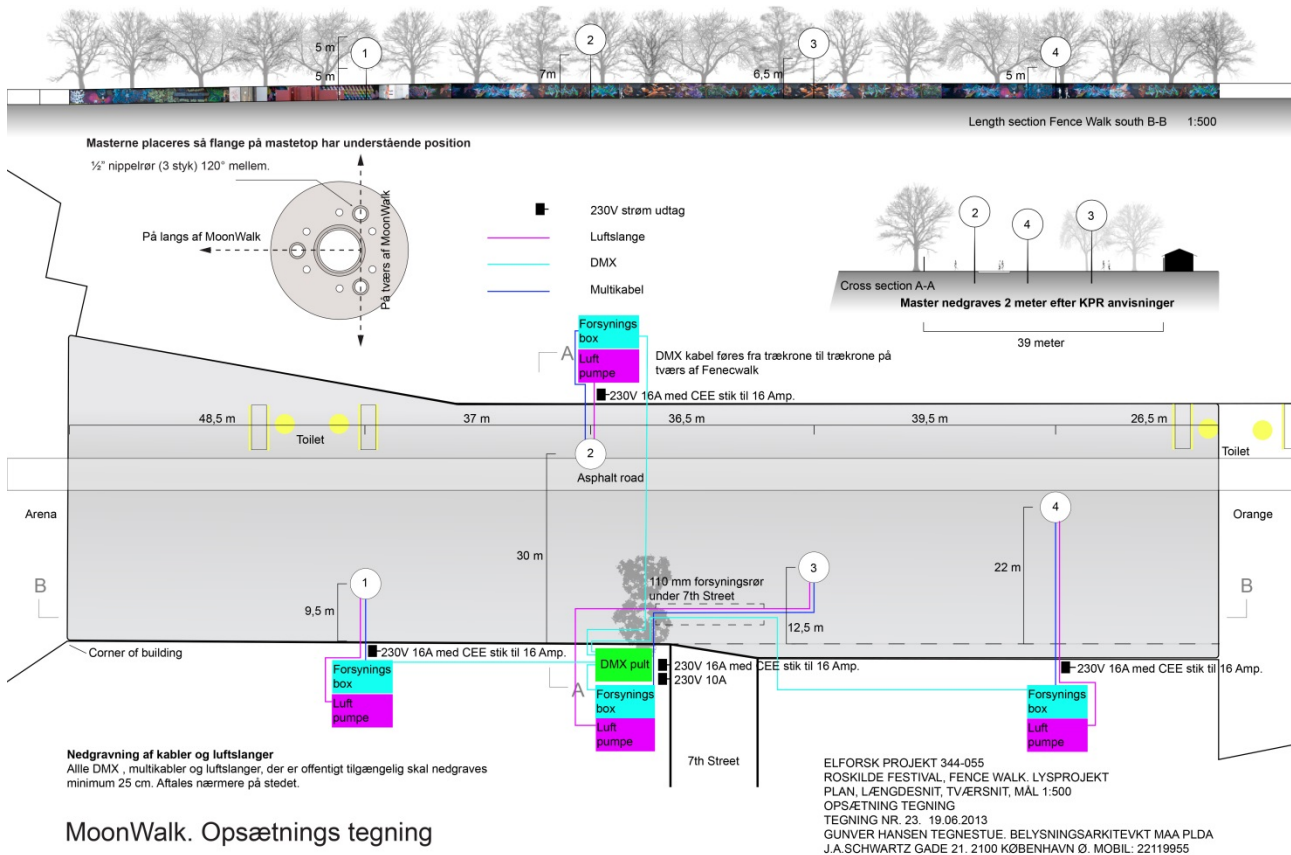 5 m
5 m
1
7m
2
6,5 m
3
5 m
4
Length section Fence Walk south B-B 1:500
Masterne placeres så flange på mastetop har understående position
½" nippelrør (3 styk) 120° mellem.
På langs af MoonWalk
På tværs af MoonWalk
230V strøm udtag
Luftslange
DMX
Multikabel
2
4
3
Cross section A-A
Master nedgraves 2 meter efter KPR anvisninger
39 meter
Forsynings
box
Luft
pumpe
A
DMX kabel føres fra trækrone til trækrone på
tværs af Fenecwalk
230V 16A med CEE stik til 16 Amp.
48,5 m
37 m
36,5 m
39,5 m
26,5 m
Toilet
Toilet
2
Asphalt road
Arena
Orange
4
30 m
22 m
B
B
1
3
9,5 m
110 mm forsyningsrør
under 7th Street
12,5 m
Corner of building
230V 16A med CEE stik til 16 Amp.
Forsynings
box
Luft
pumpe
A
DMX pult
230V 16A med CEE stik til 16 Amp.
230V 10A
Forsynings
box
Luft
pumpe
230V 16A med CEE stik til 16 Amp.
Forsynings
box
Luft
pumpe
7th Street
Nedgravning af kabler og luftslanger
Allle DMX , multikabler og luftslanger, der er offentigt tilgængelig skal nedgraves
minimum 25 cm. Aftales nærmere på stedet.
MoonWalk. Opsætnings tegning
ELFORSK PROJEKT 344-055
ROSKILDE FESTIVAL, FENCE WALK. LYSPROJEKT
PLAN, LÆNGDESNIT, TVÆRSNIT, MÅL 1:500
OPSÆTNING TEGNING
TEGNING NR. 23. 19.06.2013
GUNVER HANSEN TEGNESTUE. BELYSNINGSARKITEVKT MAA PLDA
J.A.SCHWARTZ GADE 21. 2100 KØBENHAVN Ø. MOBIL: 22119955